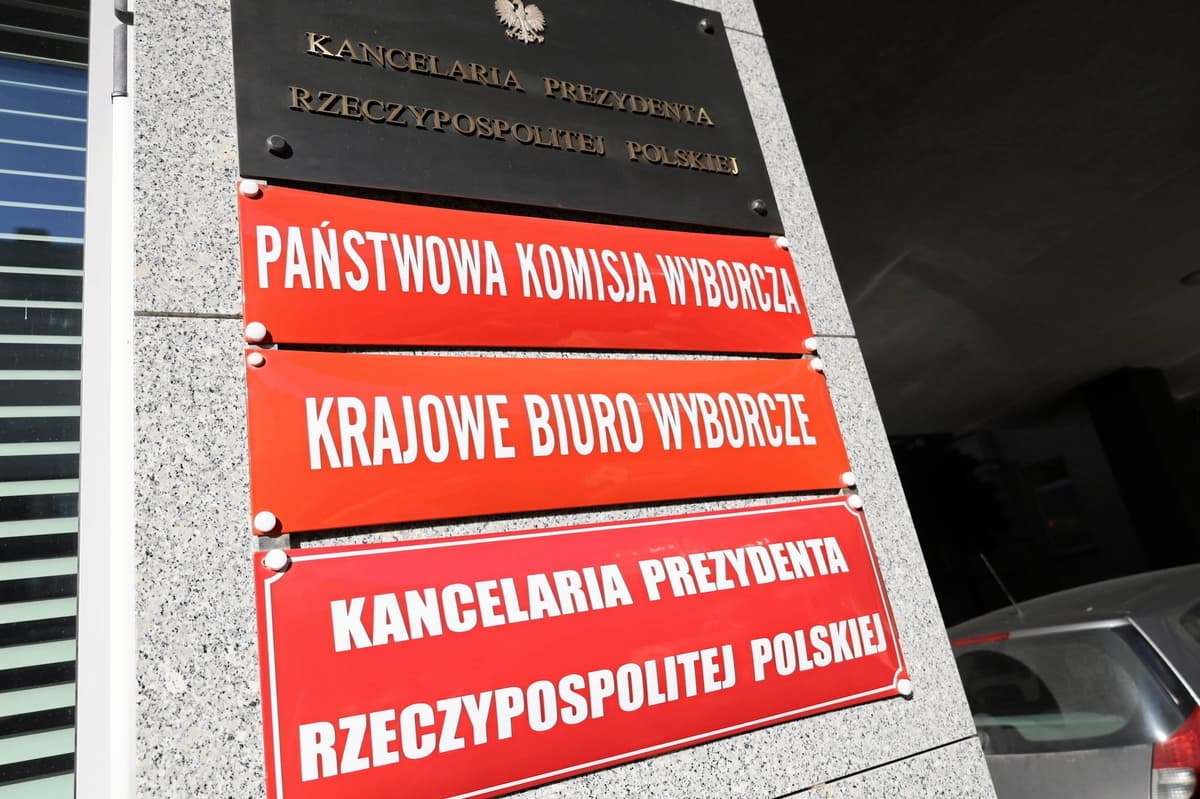 KANCELARIA PREZYDENTA
RZECZYPOSPOLITEJ POLSKIEJ
PAŃSTWOWA KOMISJA WYBORCZA
KRAJOWE BIURO WYBORCZE
KANCELARIA PREZYDENTA
RZECZYPOSPOLITEJ POLSKIEJ